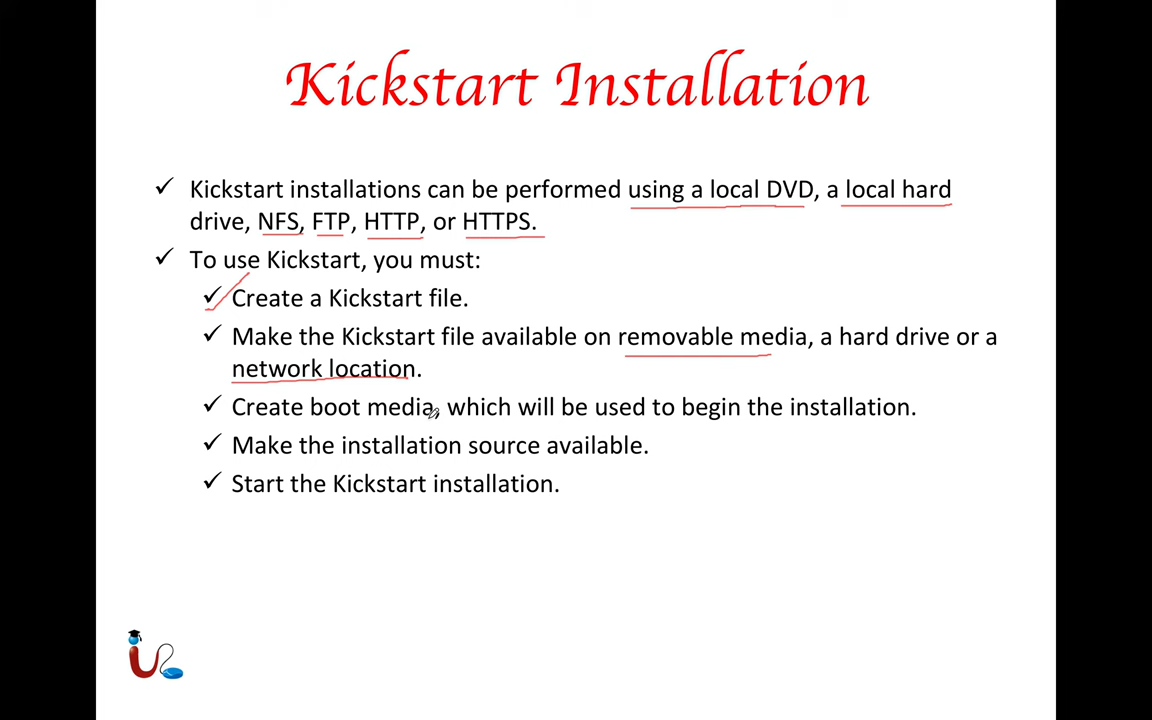 Kickstart Installation
✓ Kickstart installations can be performed using a local DVD, a local hard
drive, NFS, FTP, HTTP, or HTTPS.
✓ To use Kickstart, you must:
✓ Create a Kickstart file.
✓ Make the Kickstart file available on removable media, a hard drive or a
network location.
✓ Create boot media, which will be used to begin the installation.
✓ Make the installation source available.
✓ Start the Kickstart installation.